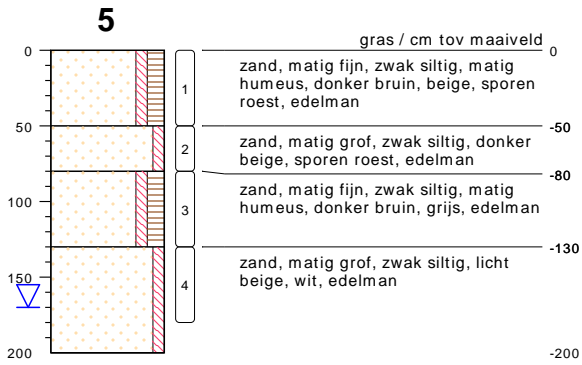 5
gras / cm tov maaiveld
0
0
zand, matig fijn, zwak siltig, matig
humeus, donker bruin, beige, sporen
roest, edelman
1
50
-50
zand, matig grof, zwak siltig, donker
beige, sporen roest, edelman
2
-80
zand, matig fijn, zwak siltig, matig
humeus, donker bruin, grijs, edelman
100
3
-130
zand, matig grof, zwak siltig, licht
beige, wit, edelman
150
4
200
-200